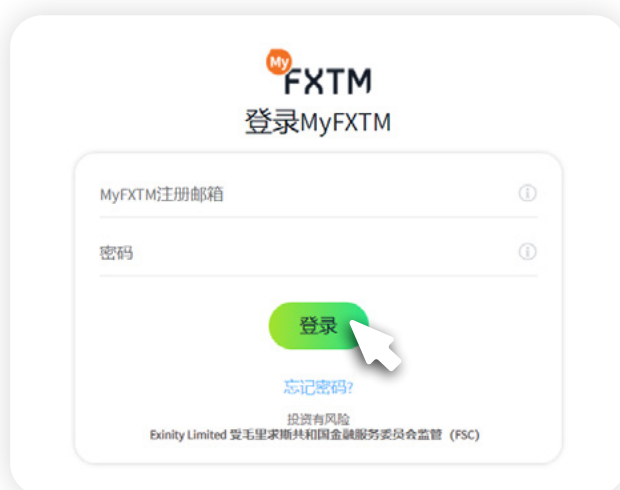 My
FXTM
登录MyFXTM
MyFXTM注册邮箱
密码
登录
忘记密码?
投资有风险
Exinity Limited 受毛里求斯共和国金融服务委员会监管（FSC）